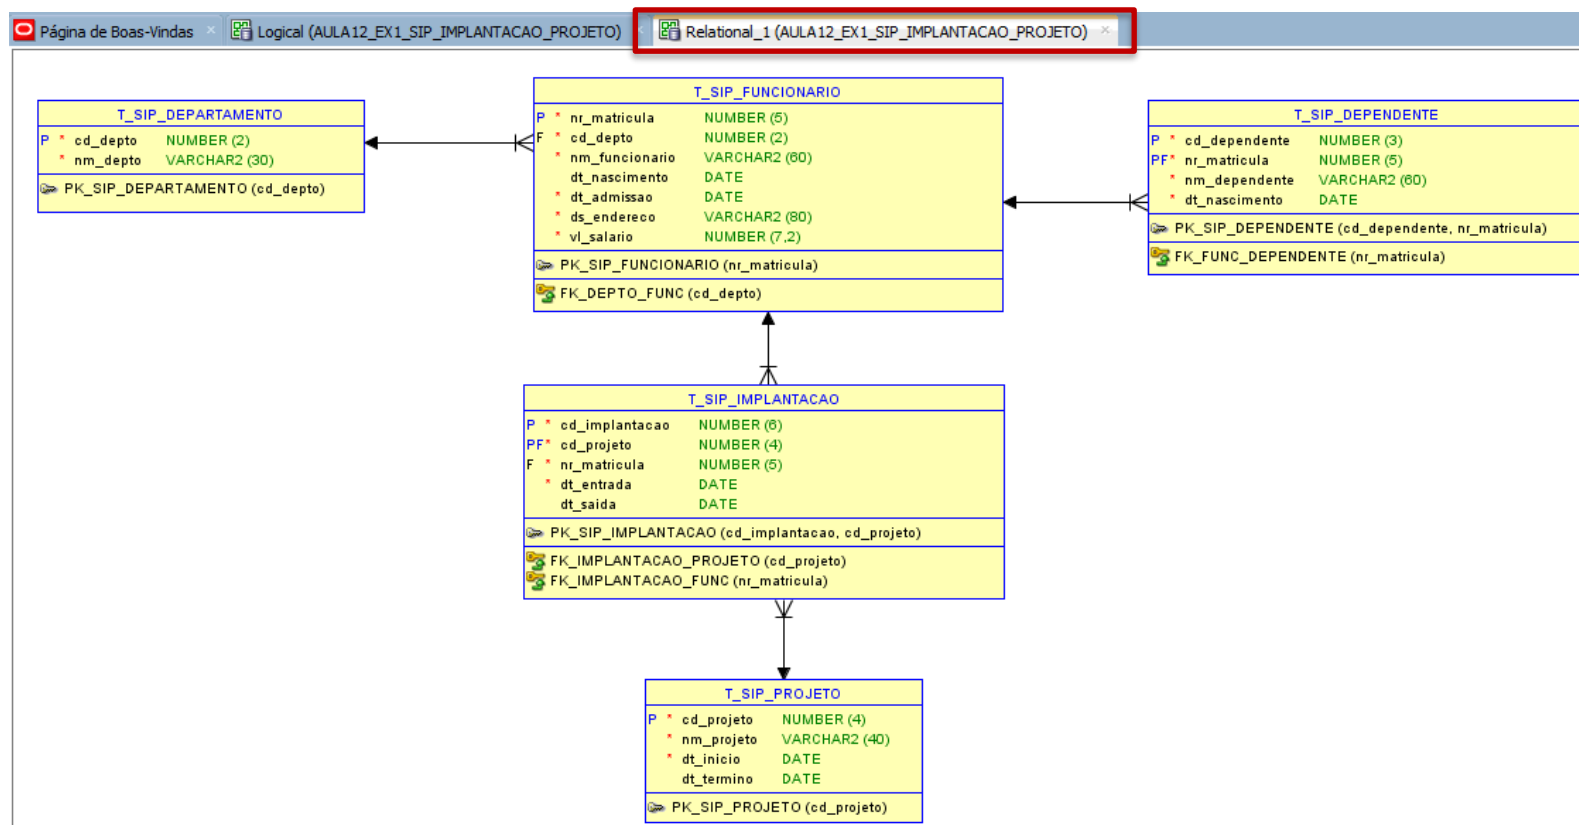 Página de Boas-Vindas
Logical (AULA12_EX1_SIP_IMPLANTACAO_PROJETO)
Relational_1 (AULA12_EX1_SIP_IMPLANTACAO_PROJETO)
T_SIP_DEPARTAMENTO
P * cd_depto NUMBER (2)
* nm_depto VARCHAR2 (30)
PK_SIP_DEPARTAMENTO (cd_depto)
T_SIP_FUNCIONARIO
P * nr_matricula NUMBER (5)
F * cd_depto NUMBER (2)
* nm_funcionario VARCHAR2 (60)
dt_nascimento DATE
* dt_admissao DATE
* ds_endereco VARCHAR2 (80)
* vl_salario NUMBER (7,2)
PK_SIP_FUNCIONARIO (nr_matricula)
FK_DEPTO_FUNC (cd_depto)
T_SIP_DEPENDENTE
P * cd_dependente NUMBER (3)
PF* nr_matricula NUMBER (5)
* nm_dependente VARCHAR2 (60)
* dt_nascimento DATE
PK_SIP_DEPENDENTE (cd_dependente, nr_matricula)
FK_FUNC_DEPENDENTE (nr_matricula)
T_SIP_IMPLANTACAO
P * cd_implantacao NUMBER (6)
PF* cd_projeto NUMBER (4)
F * nr_matricula NUMBER (5)
* dt_entrada DATE
dt_saida DATE
PK_SIP_IMPLANTACAO (cd_implantacao, cd_projeto)
FK_IMPLANTACAO_PROJETO (cd_projeto)
FK_IMPLANTACAO_FUNC (nr_matricula)
T_SIP_PROJETO
P * cd_projeto NUMBER (4)
* nm_projeto VARCHAR2 (40)
* dt_inicio DATE
dt_termino DATE
PK_SIP_PROJETO (cd_projeto)